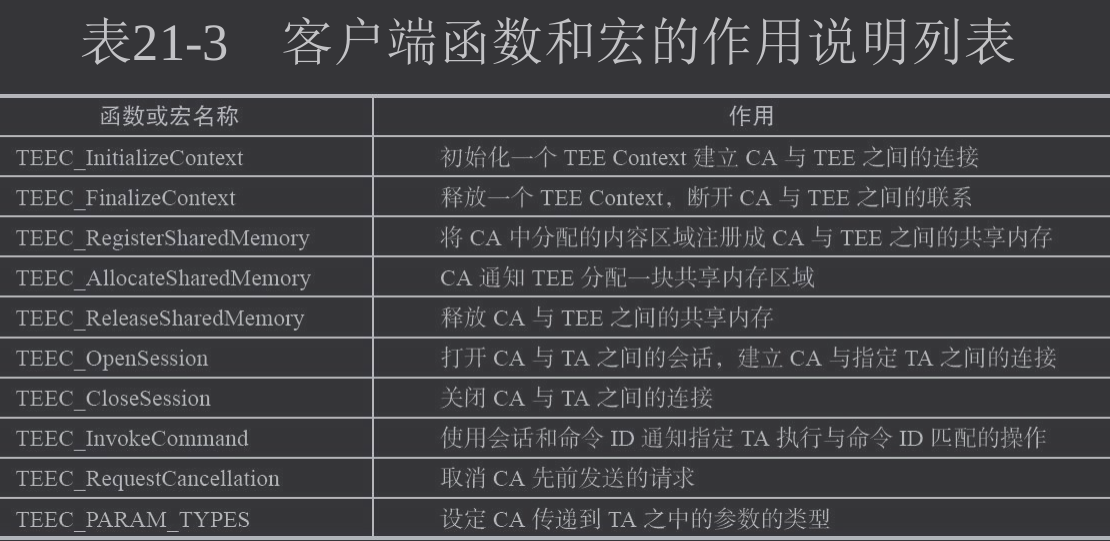 表21-3 客户端函数和宏的作用说明列表
函数或宏名称 作用
TEEC_InitializeContext 初始化一个 TEE Context 建立 CA 与 TEE 之间的连接
TEEC_FinalizeContext 释放一个 TEE Context，断开 CA 与 TEE 之间的联系
TEEC_RegisterSharedMemory 将 CA 中分配的内容区域注册成 CA 与 TEE 之间的共享内存
TEEC_AllocateSharedMemory CA 通知 TEE 分配一块共享内存区域
TEEC_ReleaseSharedMemory 释放 CA 与 TEE 之间的共享内存
TEEC_OpenSession 打开 CA 与 TA 之间的会话，建立 CA 与指定 TA 之间的连接
TEEC_CloseSession 关闭 CA 与 TA 之间的连接
TEEC_InvokeCommand 使用会话和命令 ID 通知指定 TA 执行与命令 ID 匹配的操作
TEEC_RequestCancellation 取消 CA 先前发送的请求
TEEC_PARAM_TYPES 设定 CA 传递到 TA 之中的参数的类型